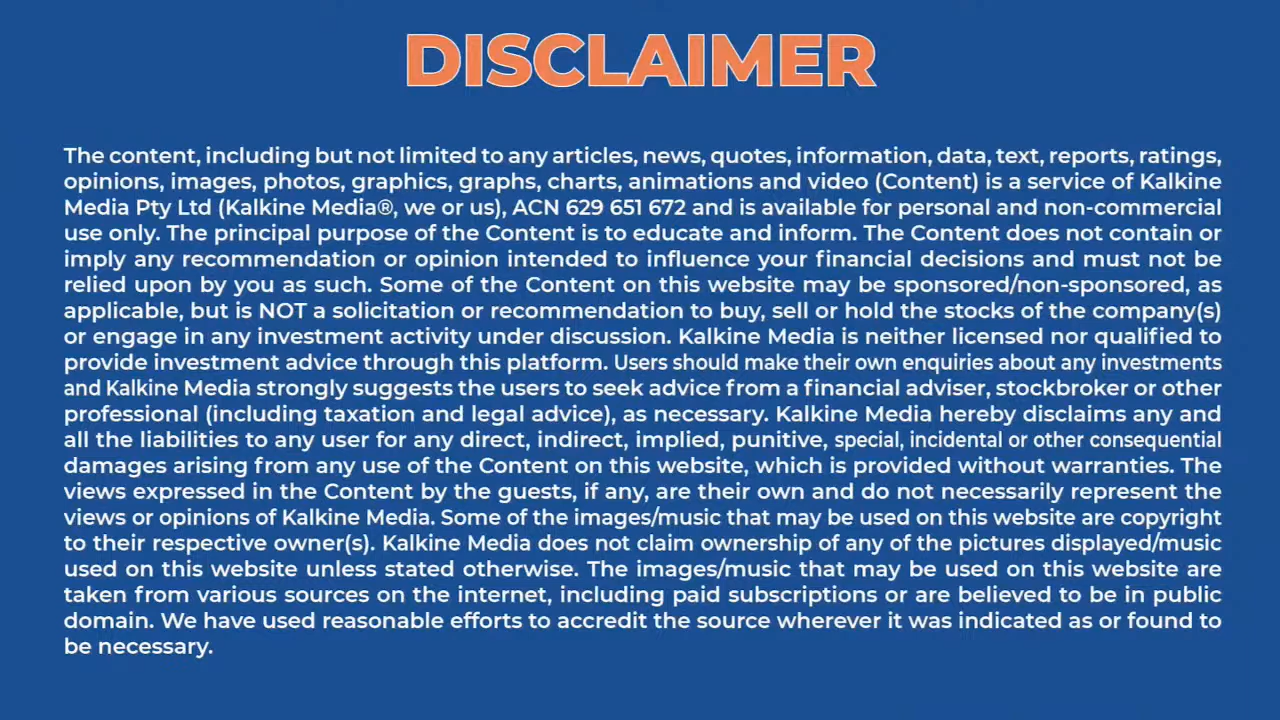 DISCLAIMER
The content, including but not limited to any articles, news, quotes, information, data, text, reports, ratings,
opinions, images, photos, graphics, graphs, charts, animations and video (Content) is a service of Kalkine
Media Pty Ltd (Kalkine Media®, we or us), ACN 629 651 672 and is available for personal and non-commercial
use only. The principal purpose of the Content is to educate and inform. The Content does not contain or
imply any recommendation or opinion intended to influence your financial decisions and must not be
relied upon by you as such. Some of the Content on this website may be sponsored/non-sponsored, as
applicable, but is NOT a solicitation or recommendation to buy, sell or hold the stocks of the company(s)
or engage in any investment activity under discussion. Kalkine Media is neither licensed nor qualified to
provide investment advice through this platform. Users should make their own enquiries about any investments
and Kalkine Media strongly suggests the users to seek advice from a financial adviser, stockbroker or other
professional (including taxation and legal advice), as necessary. Kalkine Media hereby disclaims any and
all the liabilities to any user for any direct, indirect, implied, punitive, special, incidental or other consequential
damages arising from any use of the Content on this website, which is provided without warranties. The
views expressed in the Content by the guests, if any, are their own and do not necessarily represent the
views or opinions of Kalkine Media. Some of the images/music that may be used on this website are copyright
to their respective owner(s). Kalkine Media does not claim ownership of any of the pictures displayed/music
used on this website unless stated otherwise. The images/music that may be used on this website are
taken from various sources on the internet, including paid subscriptions or are believed to be in public
domain. We have used reasonable efforts to accredit the source wherever it was indicated as or found to
be necessary.